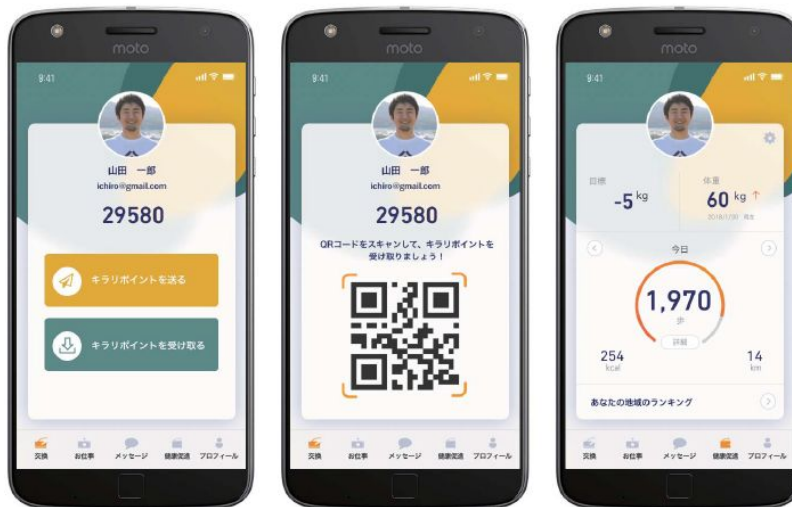 moto
9:41
山田 一郎
ichiro@gmail.com
29580
キラリポイントを送る
キラリポイントを受け取る
交換
お仕事
メッセージ
健康促進
プロフィール
moto
9:41
山田 一郎
ichiro@gmail.com
29580
QRコードをスキャンして、キラリポイントを
受け取りましょう！
交換
お仕事
メッセージ
健康促進
プロフィール
moto
9:41
目標
-5 kg
体重
60 kg ↑
今日
1,970
歩
詳細
254
kcal
14
km
あなたの地域のランキング
交換
お仕事
メッセージ
健康促進
プロフィール